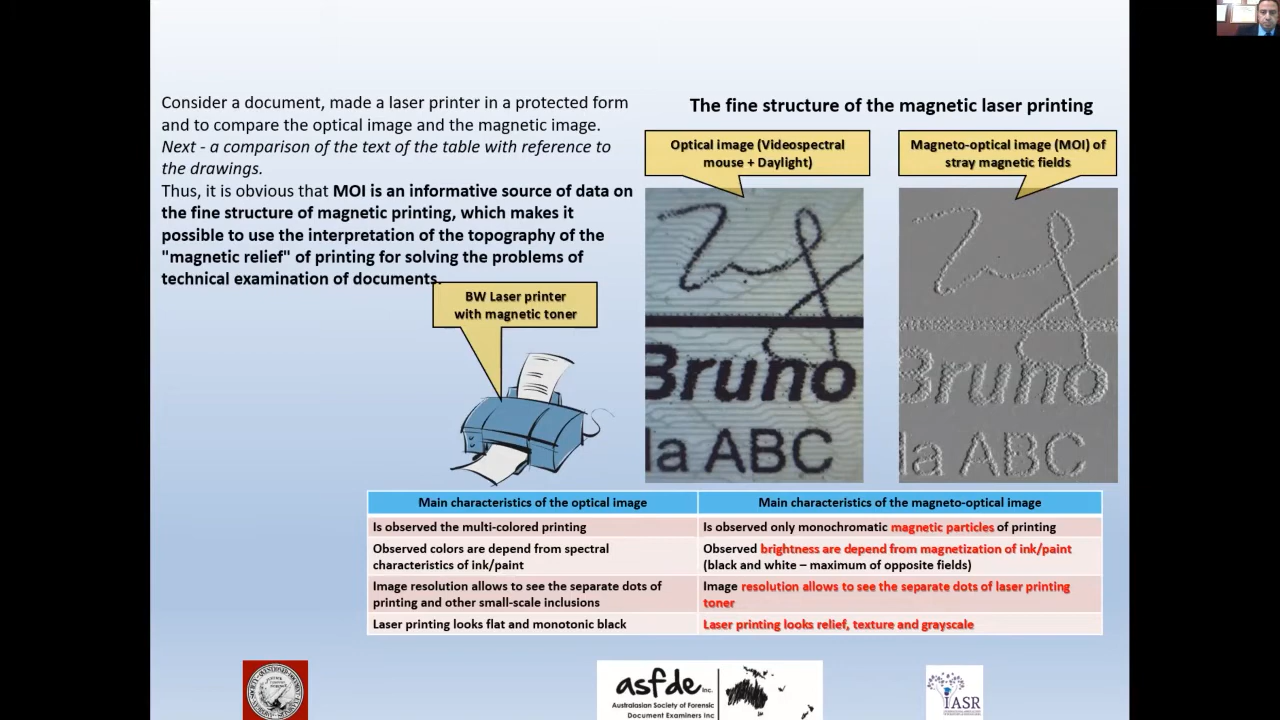 Consider a document, made a laser printer in a protected form
and to compare the optical image and the magnetic image.
Next - a comparison of the text of the table with reference to
the drawings.
Thus, it is obvious that MOI is an informative source of data on
the fine structure of magnetic printing, which makes it
possible to use the interpretation of the topography of the
"magnetic relief" of printing for solving the problems of
technical examination of documents.
BW Laser printer
with magnetic toner
The fine structure of the magnetic laser printing
Optical image (Videospectral
mouse + Daylight)
Magneto-optical image (MOI) of
stray magnetic fields
Bruno
la ABC
Bruno
la ABC
Main characteristics of the optical image
Main characteristics of the magneto-optical image
Is observed the multi-colored printing
Is observed only monochromatic magnetic particles of printing
Observed colors are depend from spectral
characteristics of ink/paint
Observed brightness are depend from magnetization of ink/paint
(black and white – maximum of opposite fields)
Image resolution allows to see the separate dots of
printing and other small-scale inclusions
Image resolution allows to see the separate dots of laser printing
toner
Laser printing looks flat and monotonic black
Laser printing looks relief, texture and grayscale
asfde Inc.
Australasian Society of Forensic
Document Examiners Inc
IASR